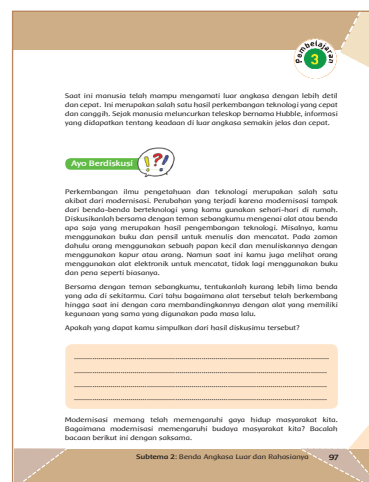 Pembelajaran
3
Saat ini manusia telah mampu mengamati luar angkasa dengan lebih detil
dan cepat. Ini merupakan salah satu hasil perkembangan teknologi yang cepat
dan canggih. Sejak manusia meluncurkan teleskop bernama Hubble, informasi
yang didapatkan tentang keadaan di luar angkasa semakin jelas dan cepat.
Ayo Berdiskusi
!?!
Perkembangan ilmu pengetahuan dan teknologi merupakan salah satu
akibat dari modernisasi. Perubahan yang terjadi karena modernisasi tampak
dari benda-benda berteknologi yang kamu gunakan sehari-hari di rumah.
Diskusikanlah bersama dengan teman sebangkumu mengenai alat atau benda
apa saja yang merupakan hasil pengembangan teknologi. Misalnya, kamu
menggunakan buku dan pensil untuk menulis dan mencatat. Pada zaman
dahulu orang menggunakan sebuah papan kecil dan menuliskannya dengan
menggunakan kapur atau arang. Namun saat ini kamu juga melihat orang
menggunakan alat elektronik untuk mencatat, tidak lagi menggunakan buku
dan pena seperti biasanya.
Bersama dengan teman sebangkumu, tentukanlah kurang lebih lima benda
yang ada di sekitarmu. Cari tahu bagaimana alat tersebut telah berkembang
hingga saat ini dengan cara membandingkannya dengan alat yang memiliki
kegunaan yang sama yang digunakan pada masa lalu.
Apakah yang dapat kamu simpulkan dari hasil diskusimu tersebut?
Modernisasi memang telah memengaruhi gaya hidup masyarakat kita.
Bagaimana modernisasi memengaruhi budaya masyarakat kita? Bacalah
bacaan berikut ini dengan saksama.
Subtema 2: Benda Angkasa Luar dan Rahasianya 97